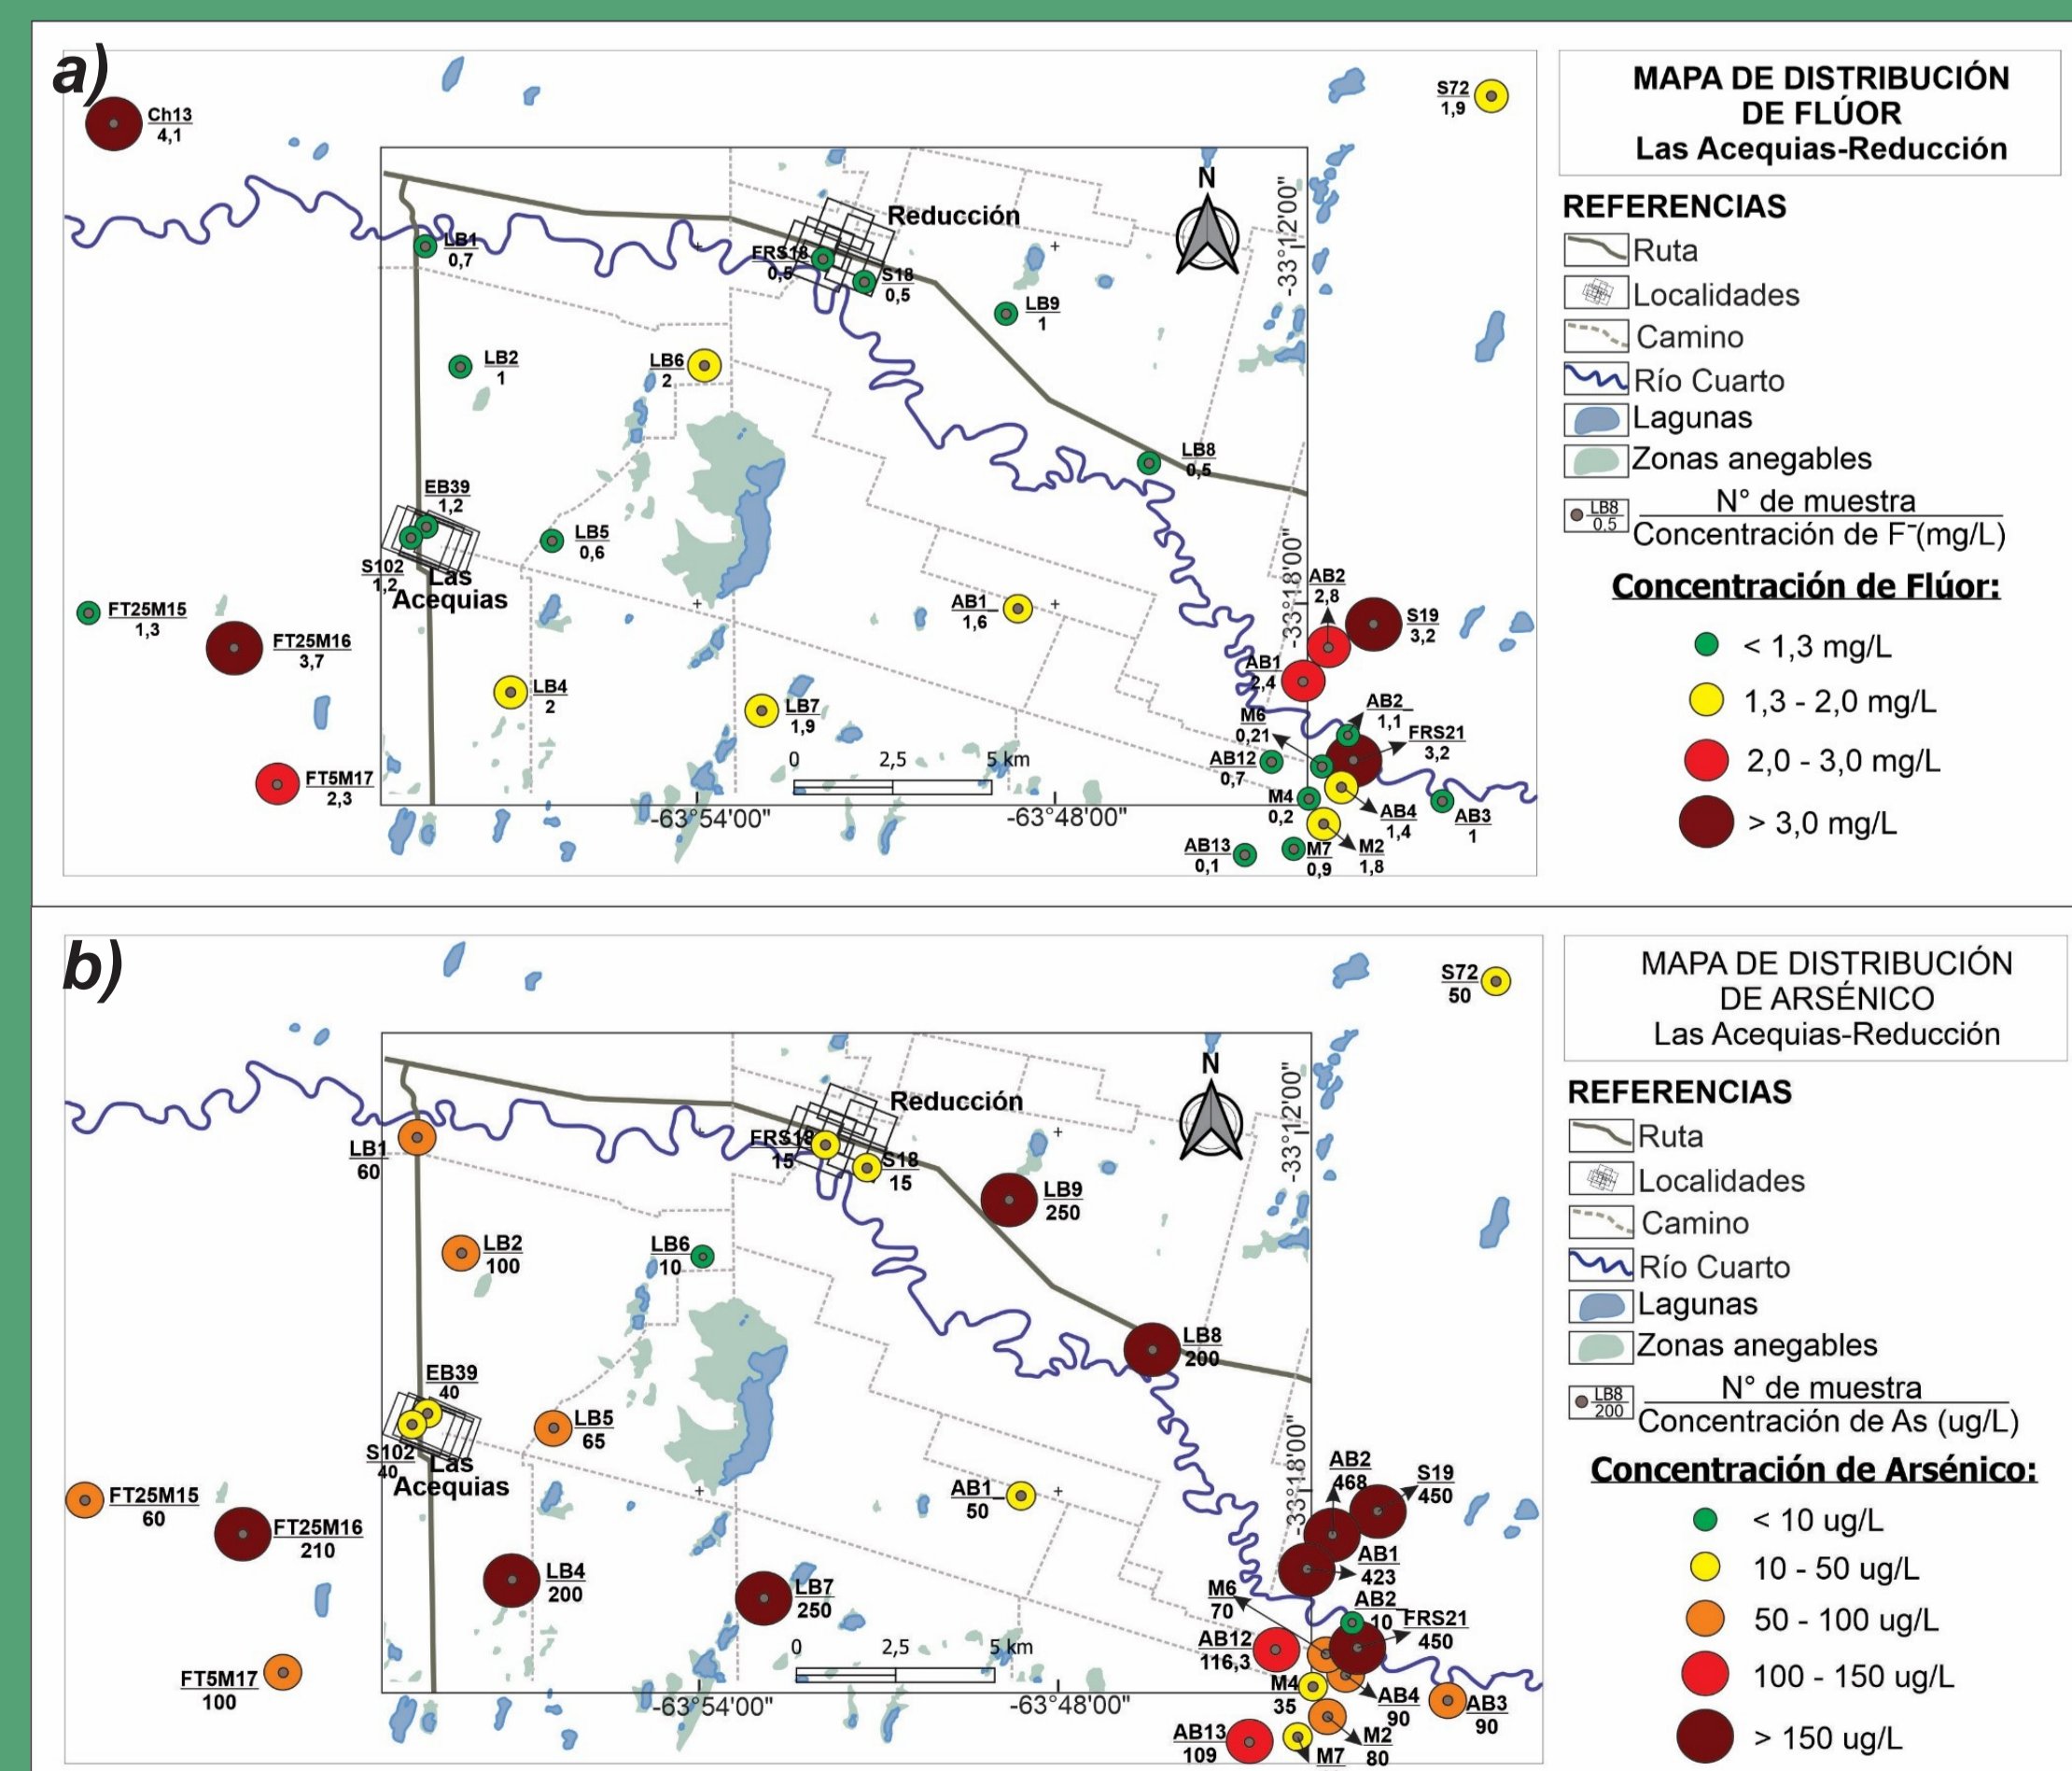 a)
Ch13
4,1
S72
1,9
N
Reducción
LB1
0,7
FRS18
0,5
S18
0,5
LB9
1
LB2
1
LB6
2
LB8
0,5
EB39
1,2
S102
1,2
Las
Acequias
LB5
0,6
FT25M15
1,3
FT25M16
3,7
AB1_
1,6
AB2
2,8
S19
3,2
AB1
2,4
LB4
2
LB7
1,9
M6
0,21
AB2_
1,1
FRS21
3,2
AB12
0,7
FT5M17
2,3
M4
0,2
AB4
1,4
AB3
1
AB13
0,1
M7
0,9
M2
1,8
0 2,5 5 km
-63°54'00"
-63°48'00"
-33°12'00"
-33°18'00"
MAPA DE DISTRIBUCIÓN
DE FLÚOR
Las Acequias-Reducción
REFERENCIAS
Ruta
Localidades
Camino
Río Cuarto
Lagunas
Zonas anegables
LB8
0,5
N° de muestra
Concentración de F⁻(mg/L)
Concentración de Flúor:
< 1,3 mg/L
1,3 - 2,0 mg/L
2,0 - 3,0 mg/L
> 3,0 mg/L
b)
S72
50
N
Reducción
LB1
60
FRS18
15
S18
15
LB9
250
LB2
100
LB6
10
LB8
200
EB39
40
S102
40
Las
Acequias
LB5
65
FT25M15
60
FT25M16
210
AB1_
50
AB2
468
S19
450
AB1
423
LB4
200
LB7
250
M6
70
AB2_
10
FRS21
450
AB12
116,3
FT5M17
100
M4
35
AB4
90
AB3
90
AB13
109
M7
M2
80
0 2,5 5 km
-63°54'00"
-63°48'00"
-33°12'00"
-33°18'00"
MAPA DE DISTRIBUCIÓN
DE ARSÉNICO
Las Acequias-Reducción
REFERENCIAS
Ruta
Localidades
Camino
Río Cuarto
Lagunas
Zonas anegables
LB8
200
N° de muestra
Concentración de As (ug/L)
Concentración de Arsénico:
< 10 ug/L
10 - 50 ug/L
50 - 100 ug/L
100 - 150 ug/L
> 150 ug/L